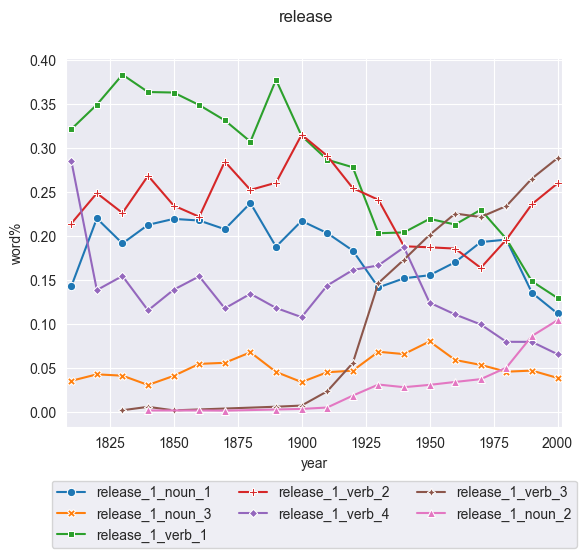 release
0.40
0.35
0.30
0.25
0.20
0.15
0.10
0.05
0.00
word%
1825 1850 1875 1900 1925 1950 1975 2000
year
release_1_noun_1 release_1_verb_2 release_1_verb_3
release_1_noun_3 release_1_verb_4 release_1_noun_2
release_1_verb_1